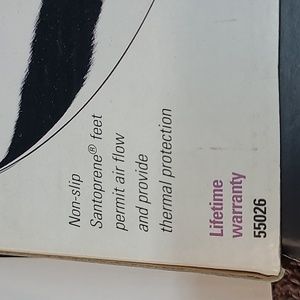 Non-slip
Santoprene® feet
permit air flow
and provide
thermal protection
Lifetime
warranty
55026